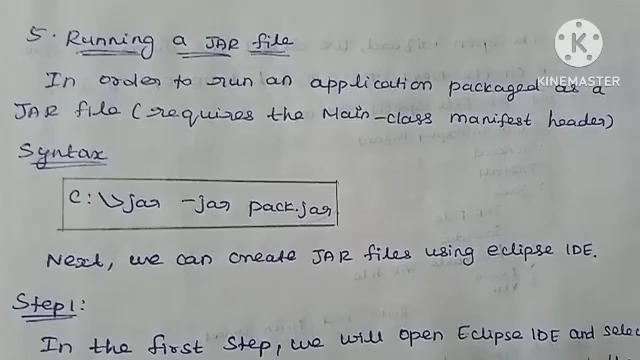 5. Running a JAR file
In order to run an application packaged as a
JAR file (requires the Main-class manifest header)
Syntax
C:\>jar -jar pack.jar
Next, we can create JAR files using eclipse IDE.
Step1:
In the first step, we will open Eclipse IDE and selec
KINEMASTER